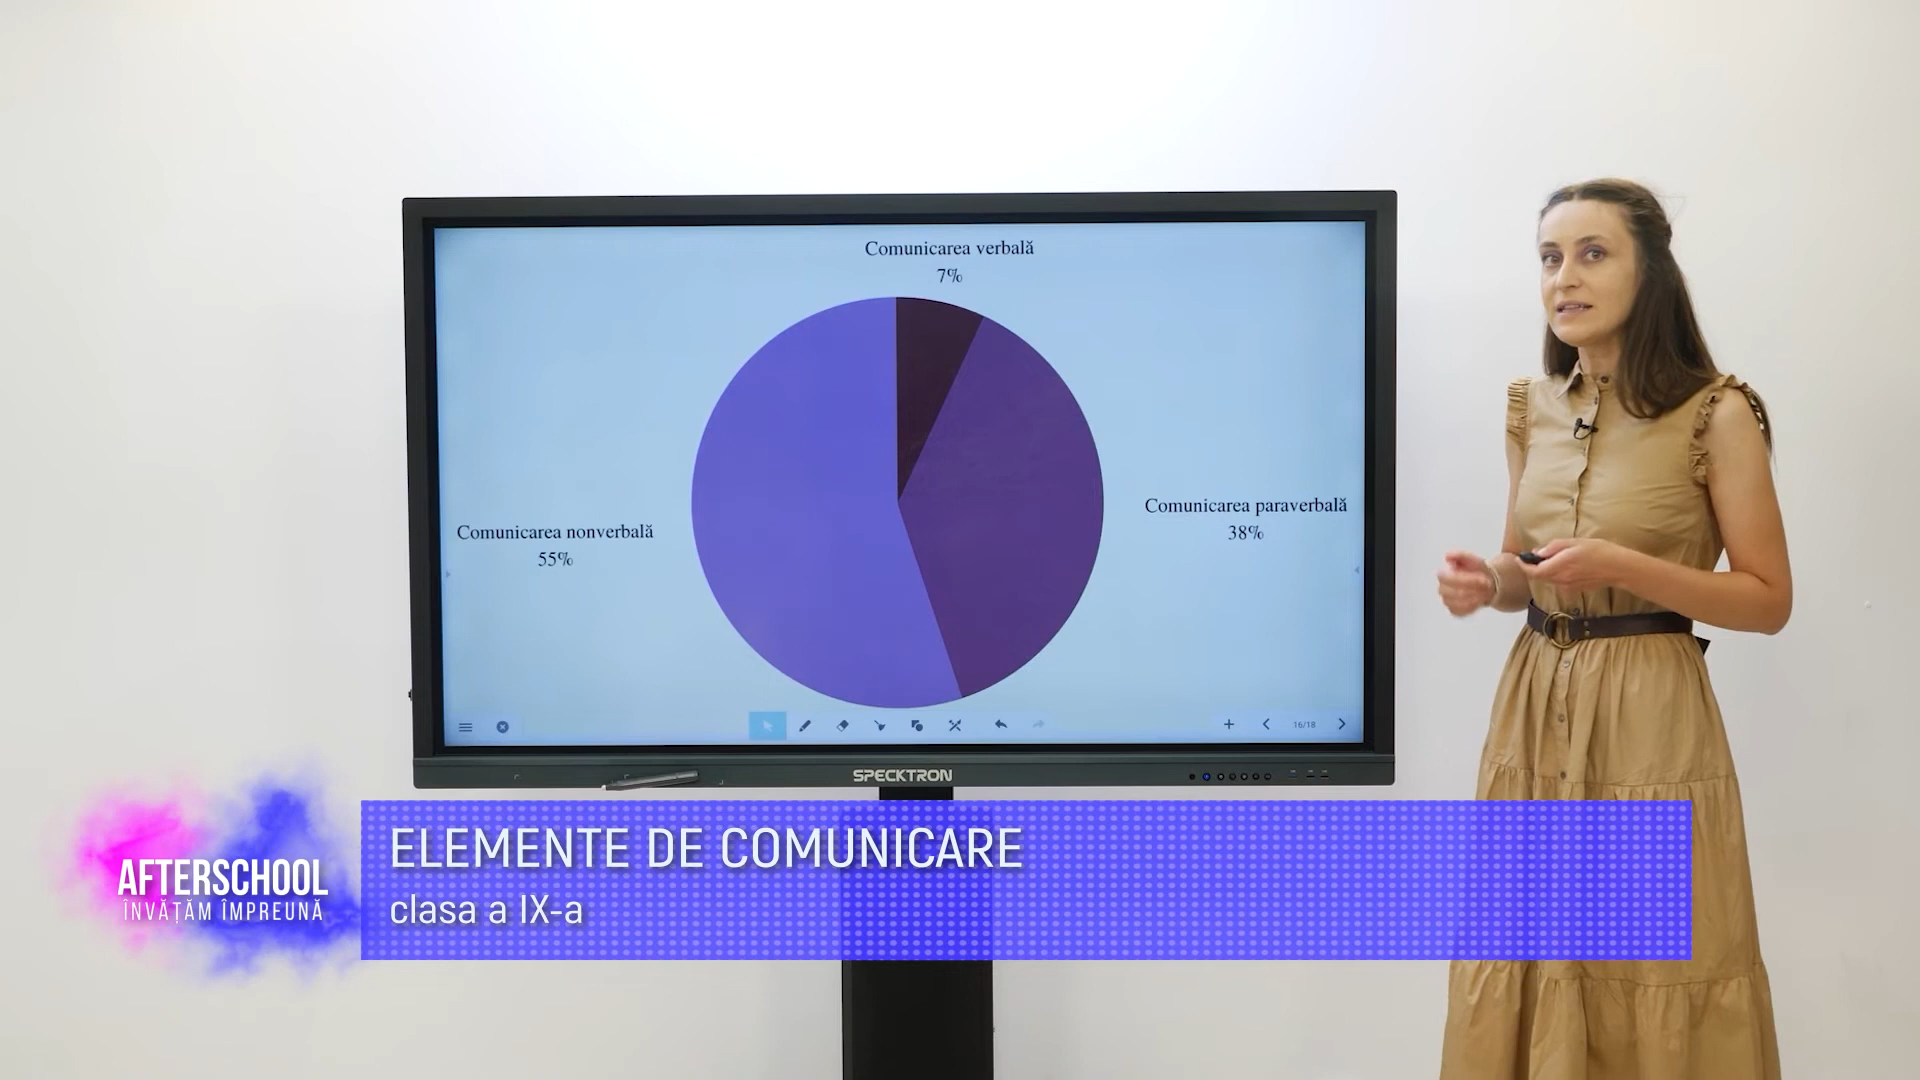 Comunicarea verbală
7%
Comunicarea paraverbală
38%
Comunicarea nonverbală
55%
16/18
SPECKTRON
ELEMENTE DE COMUNICARE
clasa a IX-a
AFTERSCHOOL
ÎNVĂȚĂM ÎMPREUNĂ